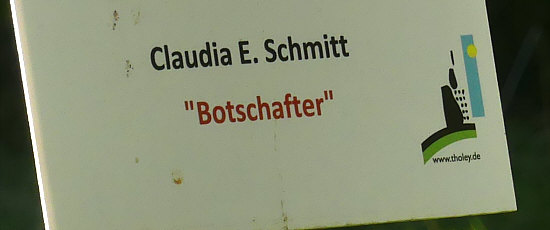 Claudia E. Schmitt
"Botschafter"
www.tholey.de